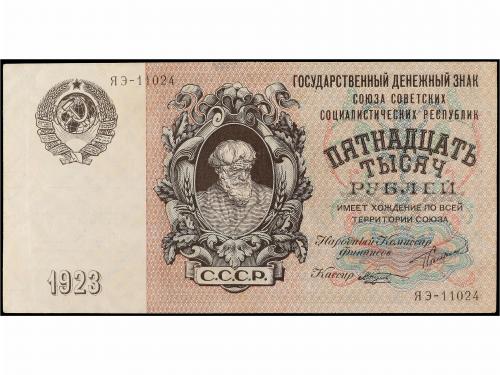 ЯЭ-11024
ГОСУДАРСТВЕННЫЙ ДЕНЕЖНЫЙ ЗНАК
СОЮЗА СОВЕТСКИХ
СОЦИАЛИСТИЧЕСКИХ РЕСПУБЛИК
ПЯТНАДЦАТЬ
ТЫСЯЧ
РУБЛЕЙ
ИМЕЕТ ХОЖДЕНИЕ ПО ВСЕЙ
ТЕРРИТОРИИ СОЮЗА
Народный Комиссар
финансов
Кассир
С.С.С.Р.
1923
ЯЭ-11024